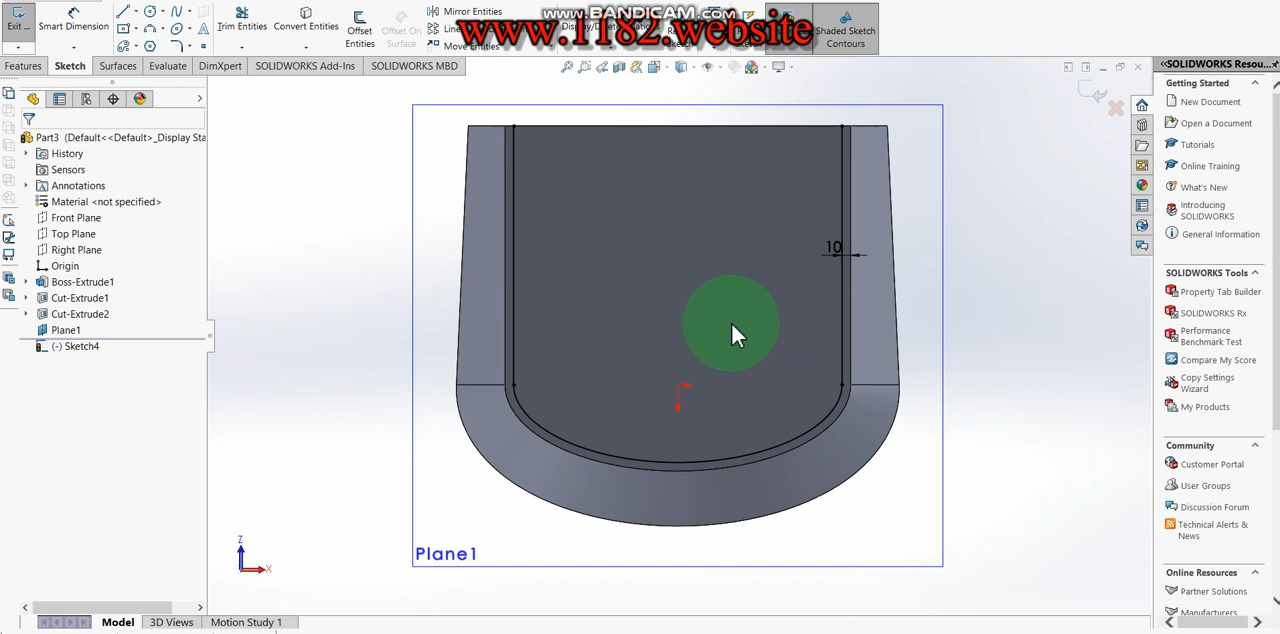 www.BANDICAM.com
www.1182.website
Exit ...
Smart Dimension
Trim Entities
Convert Entities
Offset
Entities
Offset On
Surface
Mirror Entities
Move Entities
Shaded Sketch
Contours
Features
Sketch
Surfaces
Evaluate
DimXpert
SOLIDWORKS Add-Ins
SOLIDWORKS MBD
Part3 (Default<<Default>_Display Sta
History
Sensors
Annotations
Material <not specified>
Front Plane
Top Plane
Right Plane
Origin
Boss-Extrude1
Cut-Extrude1
Cut-Extrude2
Plane1
(-) Sketch4
10
Plane1
Z
X
Model
3D Views
Motion Study 1
SOLIDWORKS Resou...
Getting Started
New Document
Open a Document
Tutorials
Online Training
What's New
Introducing
SOLIDWORKS
General Information
SOLIDWORKS Tools
Property Tab Builder
SOLIDWORKS Rx
Performance
Benchmark Test
Compare My Score
Copy Settings
Wizard
My Products
Community
Customer Portal
User Groups
Discussion Forum
Technical Alerts &
News
Online Resources
Partner Solutions
Manufacturers